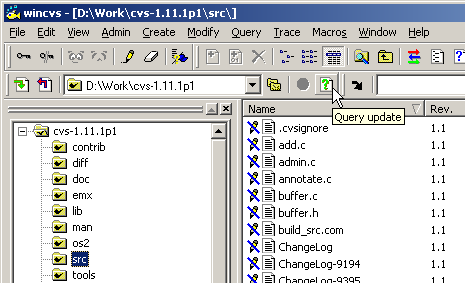 wincvs - [D:\Work\cvs-1.11.1p1\src\]
File Edit View Admin Create Modify Query Trace Macros Window Help
D:\Work\cvs-1.11.1p1
Query update
cvs-1.11.1p1
contrib
diff
doc
emx
lib
man
os2
src
tools
Name Rev.
.cvsignore 1.1
add.c 1.1
admin.c 1.1
annotate.c 1.1
buffer.c 1.1
buffer.h 1.1
build_src.com 1.1
ChangeLog 1.1
ChangeLog-9194 1.1
ChangeLog-9395 1.1